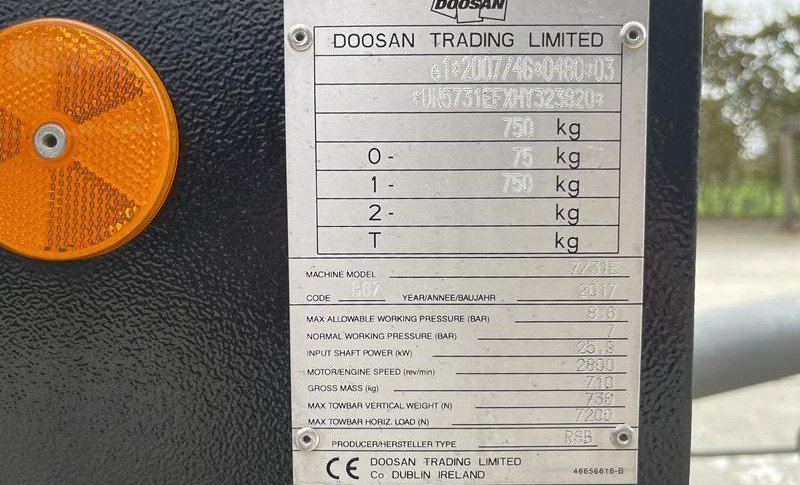 DOOSAN
DOOSAN TRADING LIMITED
e1*2007/46*0480*03
*UN5731EFXHY323820*
750 kg
0- 75 kg
1- 750 kg
2- kg
T kg
MACHINE MODEL 7/31E
CODE GG7 YEAR/ANNEE/BAUJAHR 2017
MAX ALLOWABLE WORKING PRESSURE (BAR) 8.6
NORMAL WORKING PRESSURE (BAR) 7
INPUT SHAFT POWER (kW) 25.9
MOTOR/ENGINE SPEED (rev/min) 2800
GROSS MASS (kg) 710
MAX TOWBAR VERTICAL WEIGHT (N) 738
MAX TOWBAR HORIZ. LOAD (N) 7200
PRODUCER/HERSTELLER TYPE RSB
CE DOOSAN TRADING LIMITED
Co DUBLIN IRELAND 46656616-B